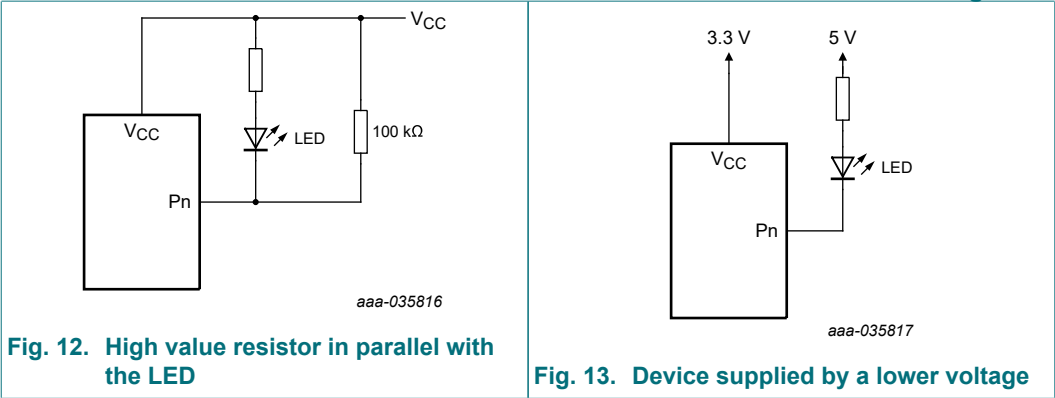 VCC
VCC
LED
100 kΩ
Pn
aaa-035816
Fig. 12. High value resistor in parallel with
the LED
3.3 V
5 V
VCC
LED
Pn
aaa-035817
Fig. 13. Device supplied by a lower voltage